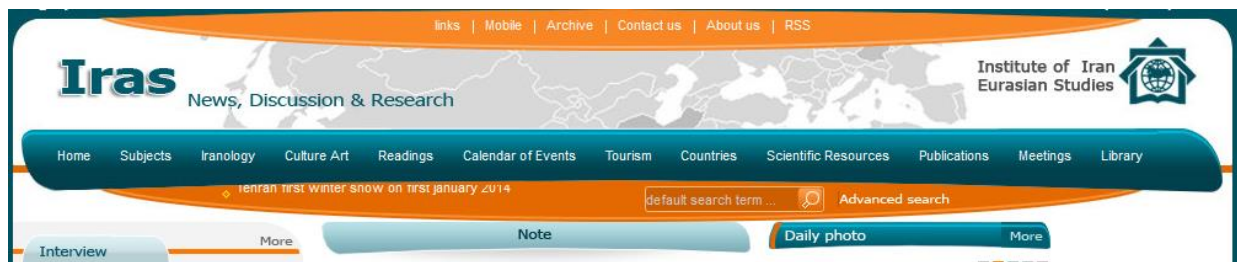 links | Mobile | Archive | Contact us | About us | RSS
Iras
News, Discussion & Research
Institute of Iran
Eurasian Studies
Home Subjects Iranology Culture Art Readings Calendar of Events Tourism Countries Scientific Resources Publications Meetings Library
Tehran first winter snow on first january 2014
default search term ... Advanced search
Interview More
Note
Daily photo More